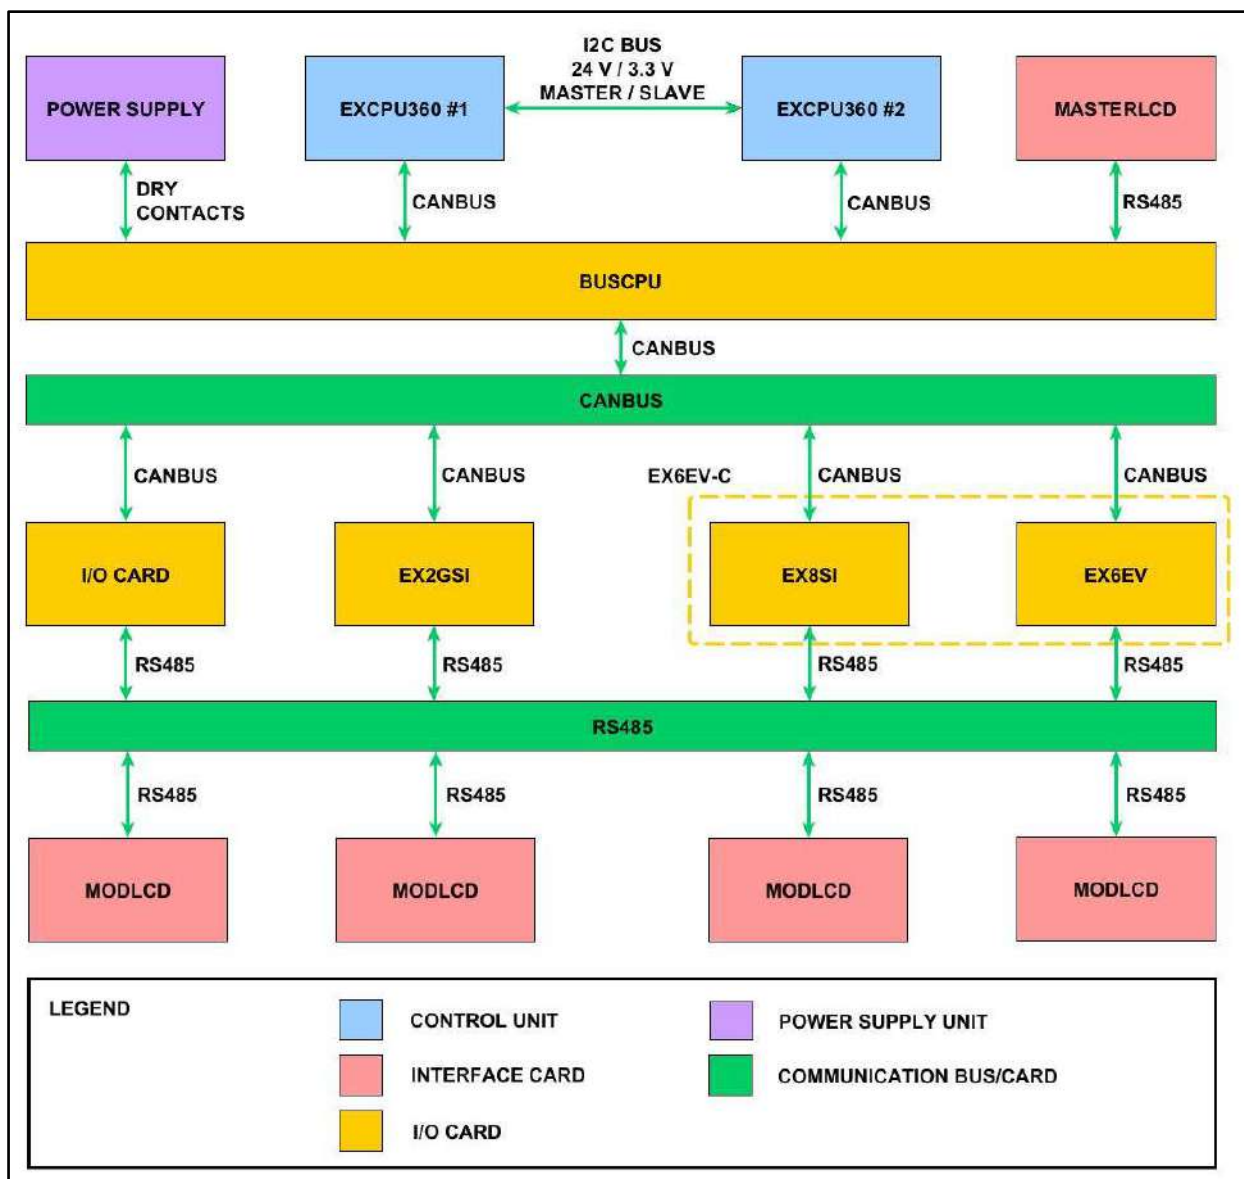 I2C BUS
24 V / 3.3 V
MASTER / SLAVE
POWER SUPPLY
EXCPU360 #1
EXCPU360 #2
MASTERLCD
DRY
CONTACTS
CANBUS
CANBUS
RS485
BUSCPU
CANBUS
CANBUS
CANBUS
CANBUS
EX6EV-C
CANBUS
CANBUS
I/O CARD
EX2GSI
EX8SI
EX6EV
RS485
RS485
RS485
RS485
RS485
RS485
RS485
RS485
RS485
MODLCD
MODLCD
MODLCD
MODLCD
LEGEND
CONTROL UNIT
POWER SUPPLY UNIT
INTERFACE CARD
COMMUNICATION BUS/CARD
I/O CARD